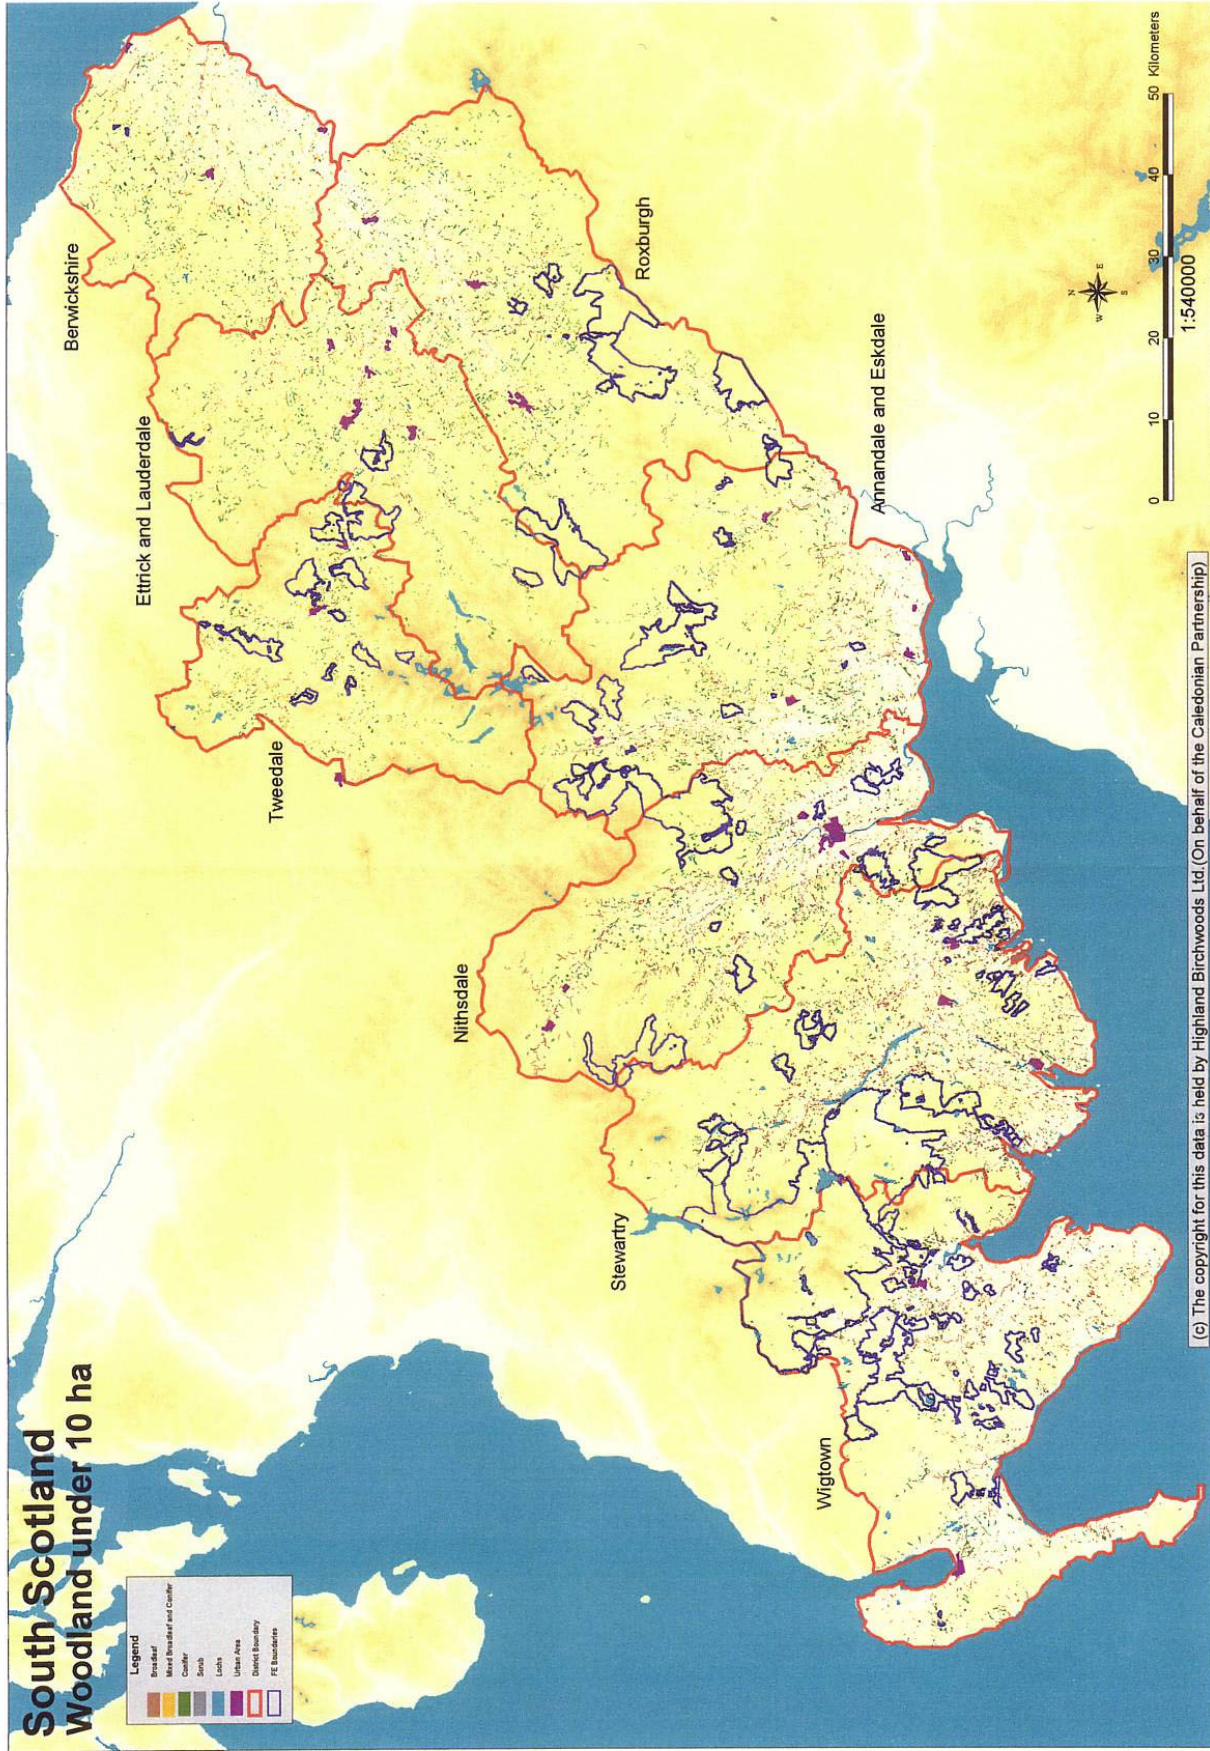 South Scotland
Woodland under 10 ha
Legend
Broadleaf
Mixed Broadleaf and Conifer
Conifer
Scrub
Lochs
Urban Area
District Boundary
FE Boundaries
Berwickshire
Ettrick and Lauderdale
Tweedale
Roxburgh
Nithsdale
Annandale and Eskdale
Stewartry
Wigtown
N
W E
S
0 10 20 30 40 50 Kilometers
1:540000
(c) The copyright for this data is held by Highland Birchwoods Ltd.(On behalf of the Caledonian Partnership)